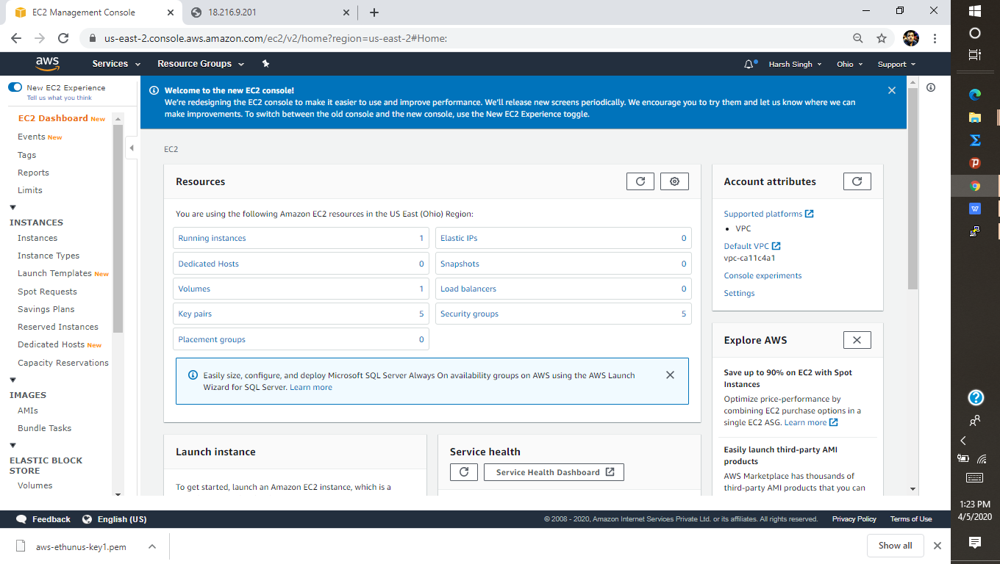 EC2 Management Console
18.216.9.201
us-east-2.console.aws.amazon.com/ec2/v2/home?region=us-east-2#Home:
aws
Services
Resource Groups
Harsh Singh
Ohio
Support
New EC2 Experience
Tell us what you think
EC2 Dashboard New
Events New
Tags
Reports
Limits
INSTANCES
Instances
Instance Types
Launch Templates New
Spot Requests
Savings Plans
Reserved Instances
Dedicated Hosts New
Capacity Reservations
IMAGES
AMIs
Bundle Tasks
ELASTIC BLOCK
STORE
Volumes
Welcome to the new EC2 console!
We're redesigning the EC2 console to make it easier to use and improve performance. We'll release new screens periodically. We encourage you to try them and let us know where we can
make improvements. To switch between the old console and the new console, use the New EC2 Experience toggle.
EC2
Resources
You are using the following Amazon EC2 resources in the US East (Ohio) Region:
Running instances 1
Elastic IPs 0
Dedicated Hosts 0
Snapshots 0
Volumes 1
Load balancers 0
Key pairs 5
Security groups 5
Placement groups 0
Easily size, configure, and deploy Microsoft SQL Server Always On availability groups on AWS using the AWS Launch
Wizard for SQL Server. Learn more
Launch instance
To get started, launch an Amazon EC2 instance, which is a
Service health
Service Health Dashboard
Account attributes
Supported platforms
VPC
Default VPC
vpc-ca11c4a1
Console experiments
Settings
Explore AWS
Save up to 90% on EC2 with Spot
Instances
Optimize price-performance by
combining EC2 purchase options in a
single EC2 ASG. Learn more
Easily launch third-party AMI
products
AWS Marketplace has thousands of
third-party AMI products that you can
Feedback
English (US)
© 2008 - 2020, Amazon Internet Services Private Ltd. or its affiliates. All rights reserved.
Privacy Policy
Terms of Use
aws-ethunus-key1.pem
Show all
1:23 PM
4/5/2020